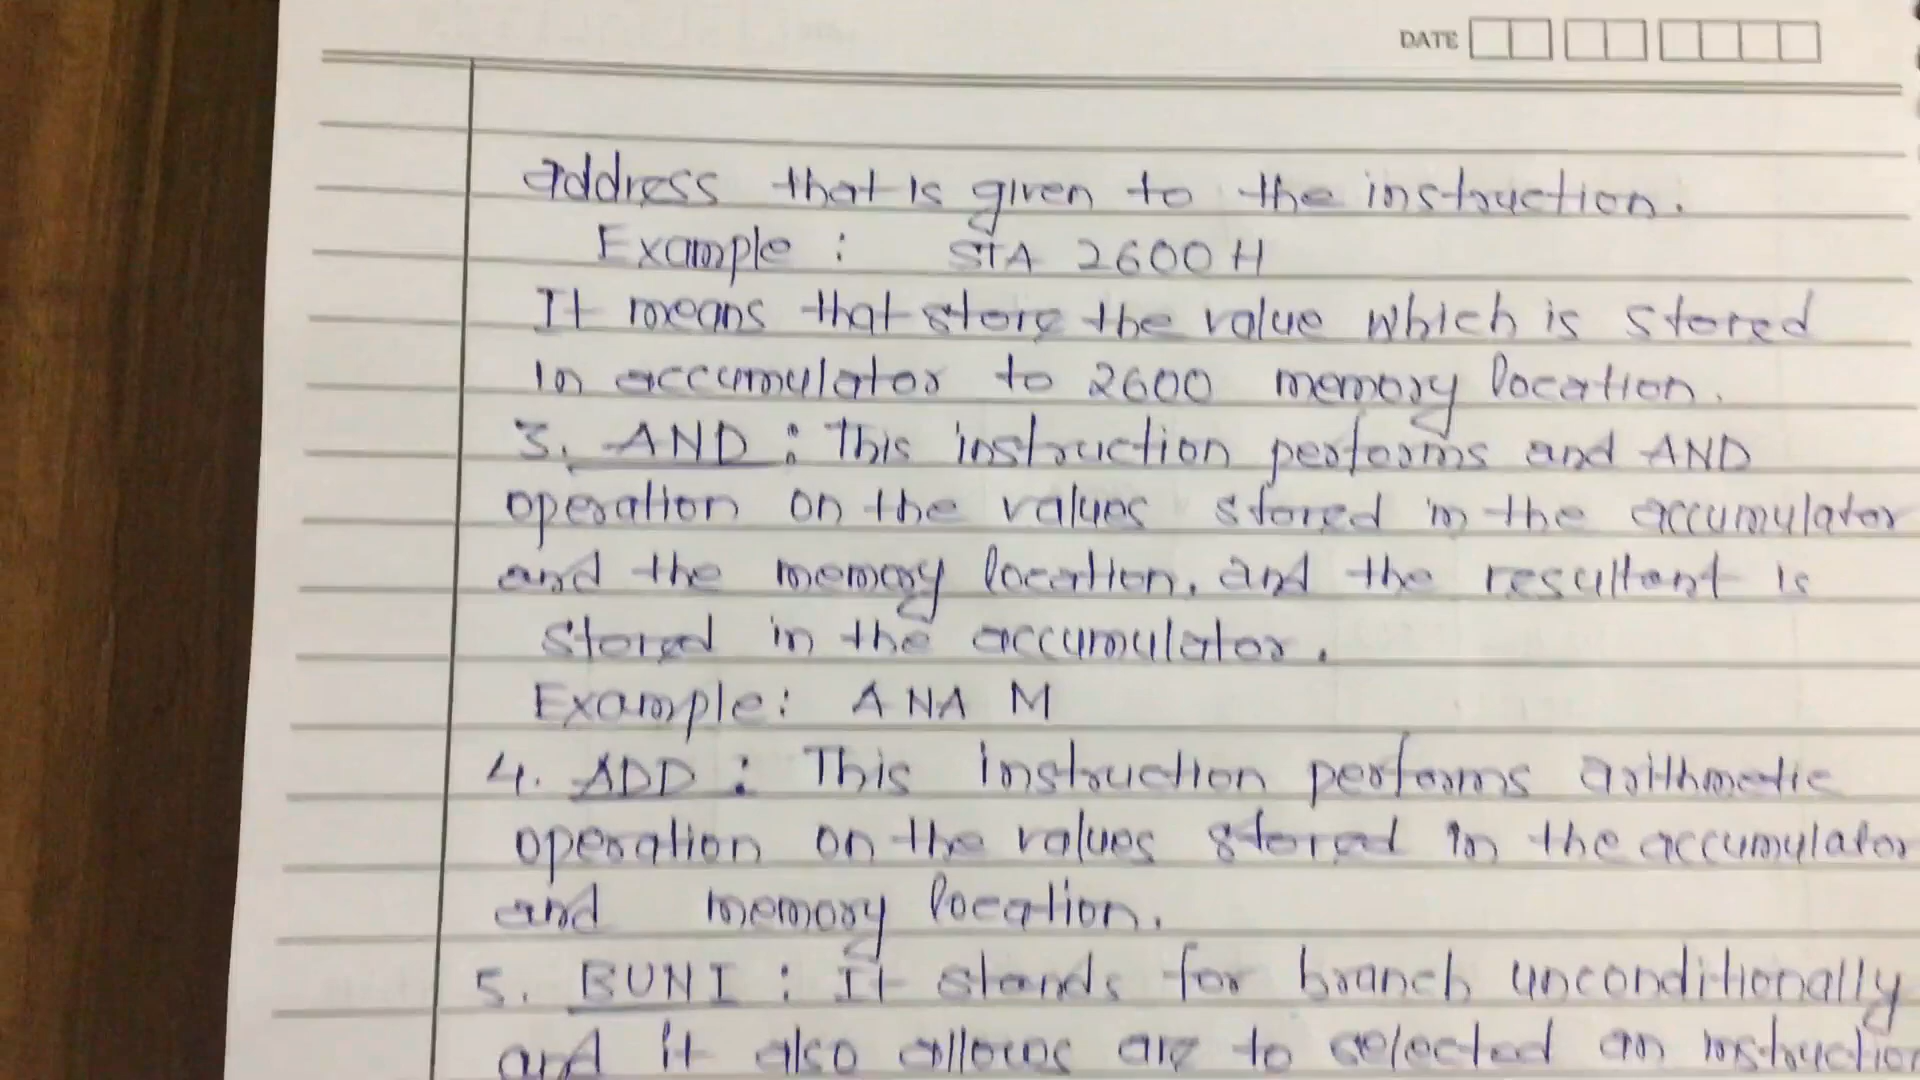 DATE
address that is given to the instruction.
Example : STA 2600H
It means that store the value which is stored
in accumulator to 2600 memory location.
3. AND : This instruction performs and AND
operation on the values stored in the accumulator
and the memory location, and the resultant is
stored in the accumulator.
Example: ANA M
4. ADD : This instruction performs arithmetic
operation on the values stored in the accumulator
and memory location.
5. BUNI : It stands for branch unconditionally
and it also allows are to selected an instruction